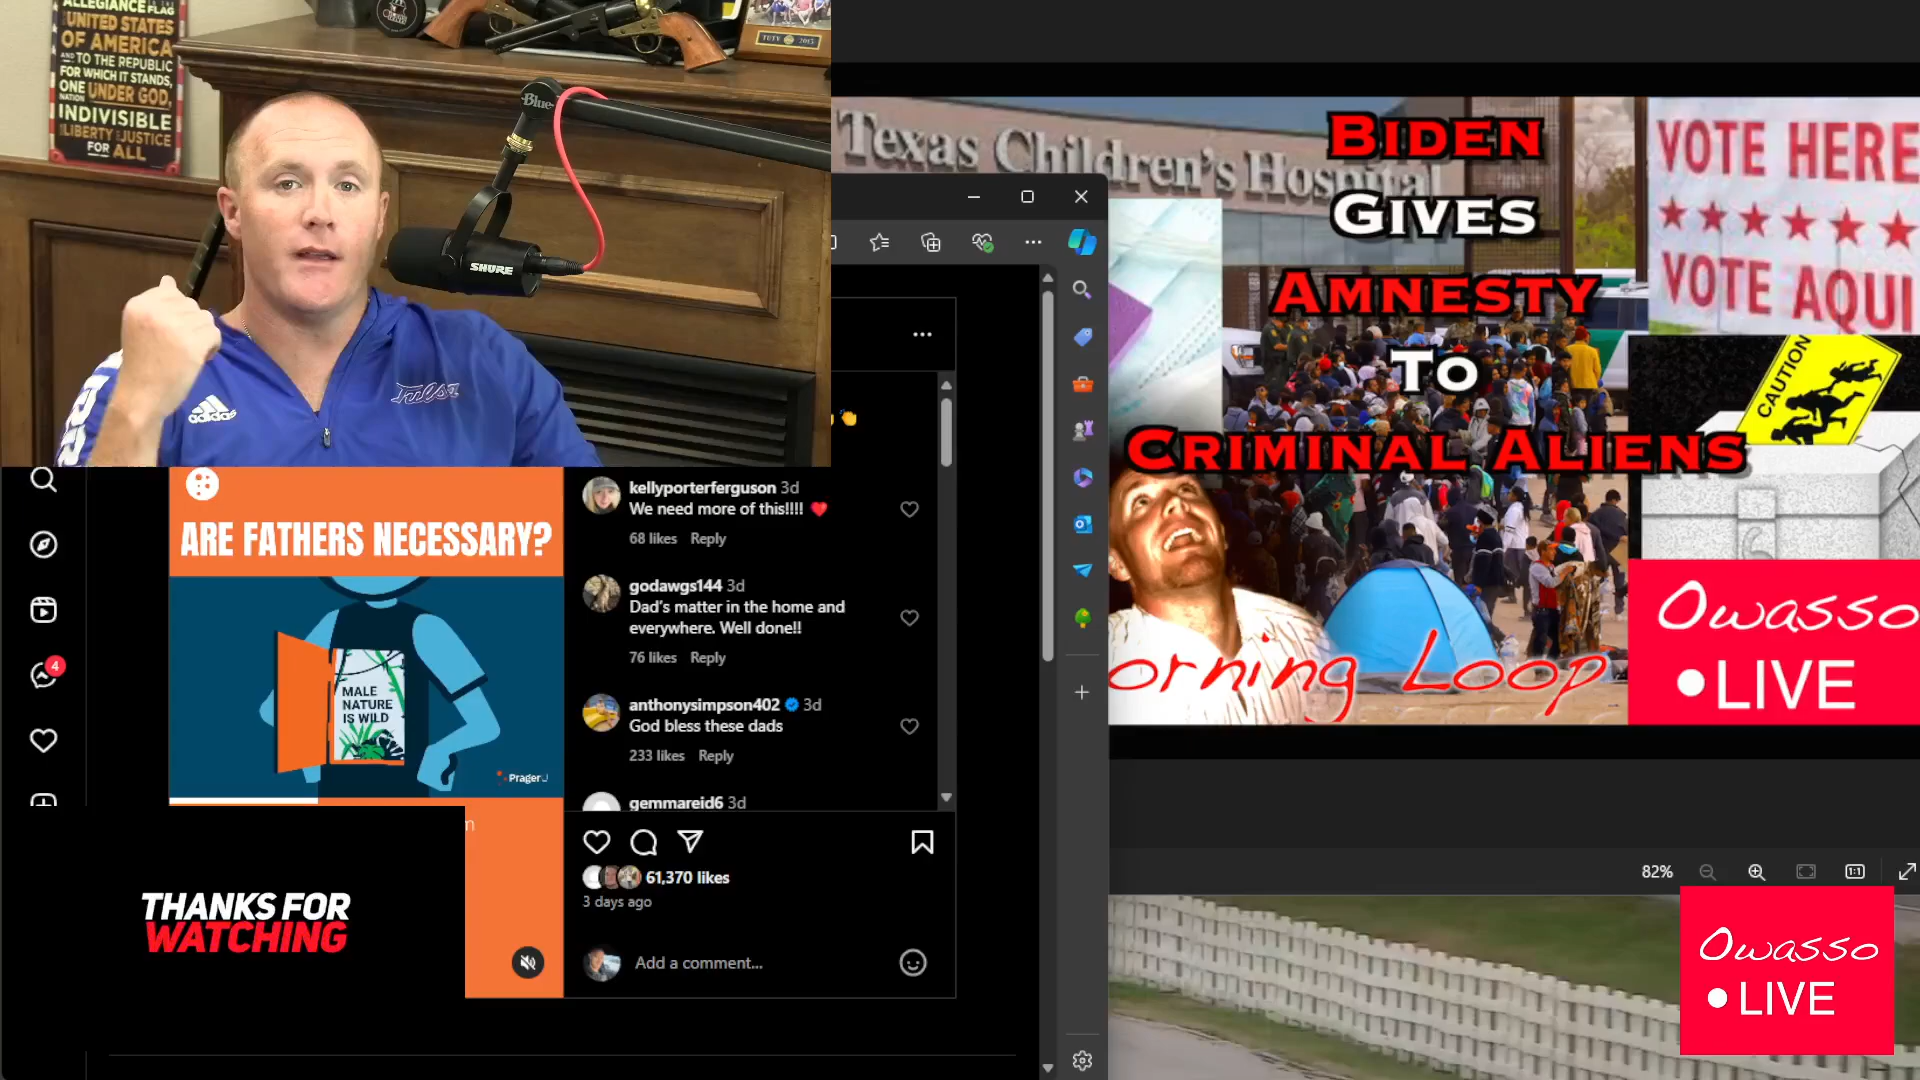 ALLEGIANCE FLAG
UNITED STATES
OF AMERICA
AND TO THE REPUBLIC
FOR WHICH IT STANDS,
ONE NATION UNDER GOD,
INDIVISIBLE
LIBERTY JUSTICE
FOR ALL
TUTV 2015
Blue
SHURE
adidas
Tulsa
Texas Children's Hospital
BIDEN
GIVES
AMNESTY
TO
CRIMINAL ALIENS
VOTE HERE
VOTE AQUI
CAUTION
orning Loop
Owasso
LIVE
4
ARE FATHERS NECESSARY?
MALE
NATURE
IS WILD
PragerU
m
THANKS FOR
WATCHING
kellyporterferguson 3d
We need more of this!!!! ❤️
68 likes Reply
godawgs144 3d
Dad's matter in the home and
everywhere. Well done!!
76 likes Reply
anthonysimpson402 3d
God bless these dads
233 likes Reply
gemmareid6 3d
61,370 likes
3 days ago
Add a comment...
82%
1:1
Owasso
LIVE